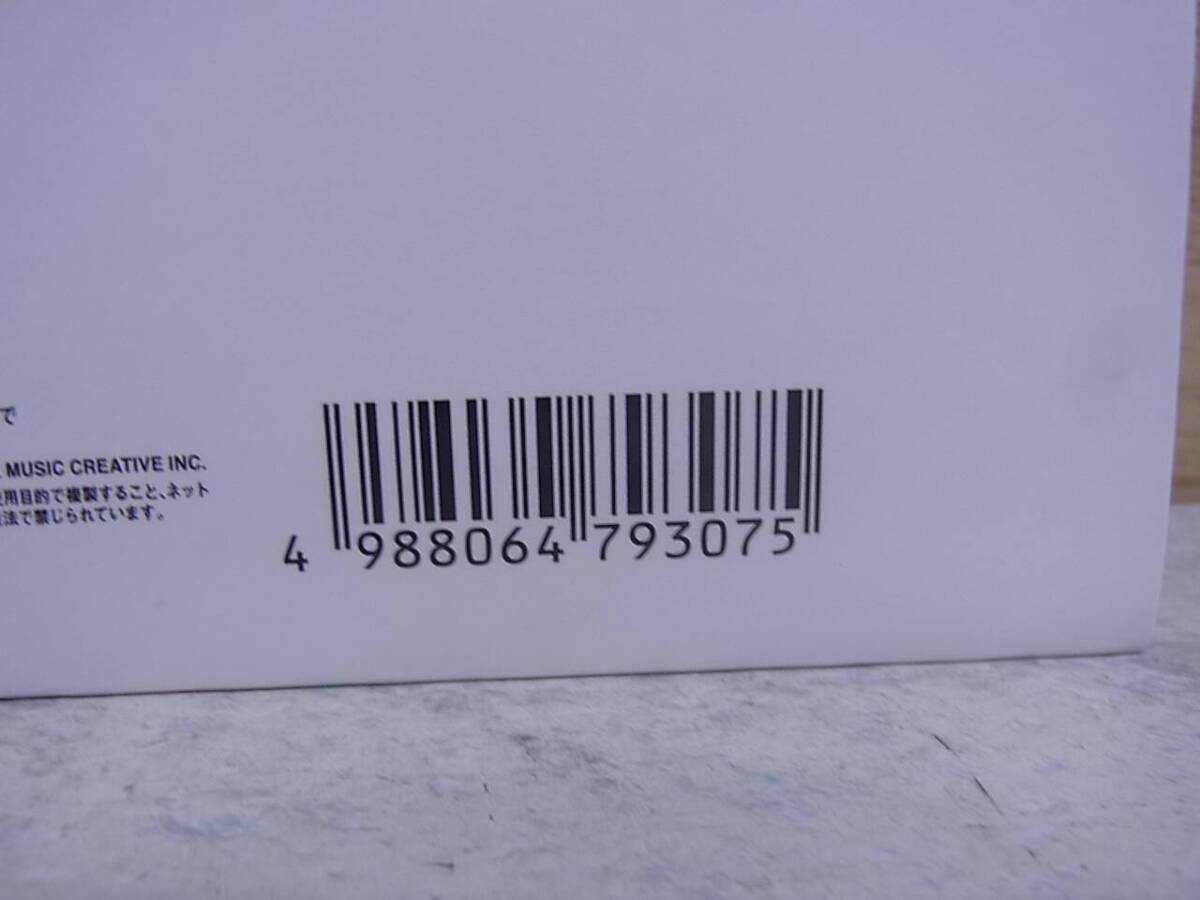 で
MUSIC CREATIVE INC.
用目的で複製すること、ネット
法で禁じられています。
4 988064 793075